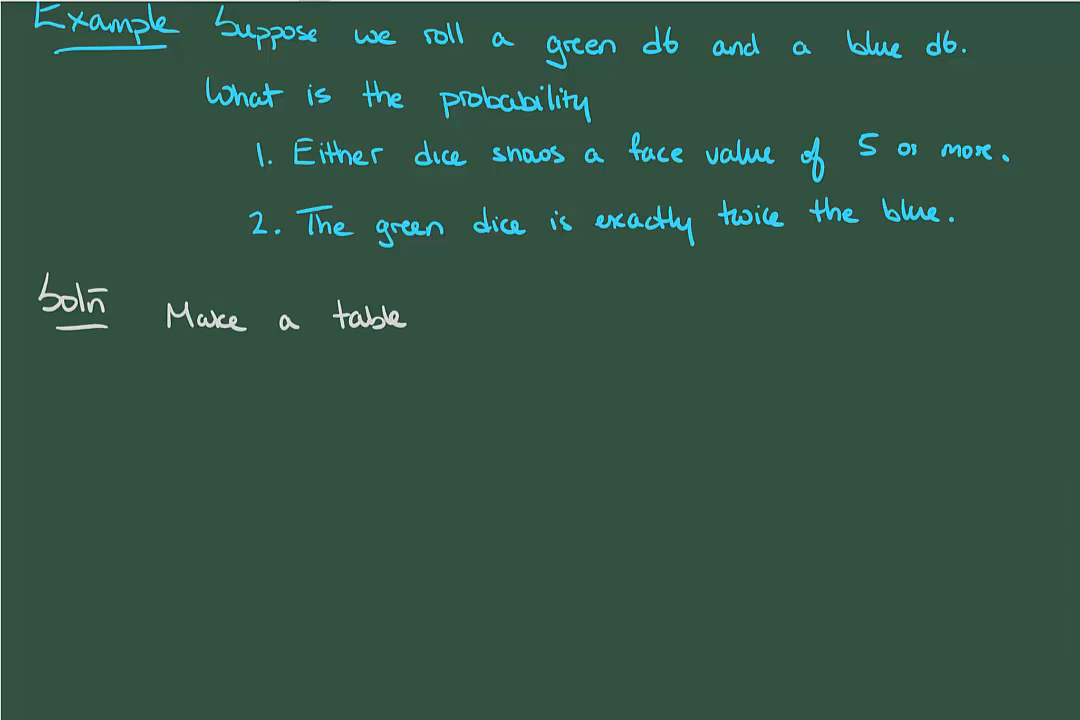 Example Suppose we roll a green d6 and a blue d6.
What is the probability
1. Either dice shows a face value of 5 or more.
2. The green dice is exactly twice the blue.
Soln̄ Make a table